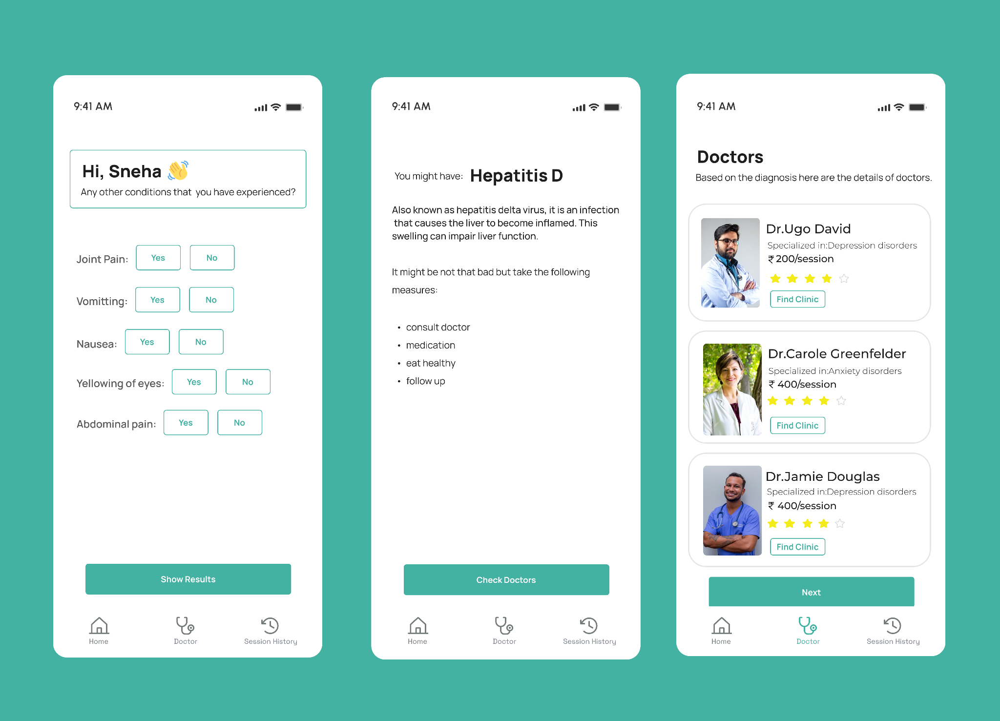 9:41 AM
Hi, Sneha 👋
Any other conditions that you have experienced?
Joint Pain: Yes No
Vomitting: Yes No
Nausea: Yes No
Yellowing of eyes: Yes No
Abdominal pain: Yes No
Show Results
Home Doctor Session History
9:41 AM
You might have: Hepatitis D
Also known as hepatitis delta virus, it is an infection
that causes the liver to become inflamed. This
swelling can impair liver function.
It might be not that bad but take the following
measures:
• consult doctor
• medication
• eat healthy
• follow up
Check Doctors
Home Doctor Session History
9:41 AM
Doctors
Based on the diagnosis here are the details of doctors.
Dr.Ugo David
Specialized in:Depression disorders
₹ 200/session
Find Clinic
Dr.Carole Greenfelder
Specialized in:Anxiety disorders
₹ 400/session
Find Clinic
Dr.Jamie Douglas
Specialized in:Depression disorders
₹ 400/session
Find Clinic
Next
Home Doctor Session History